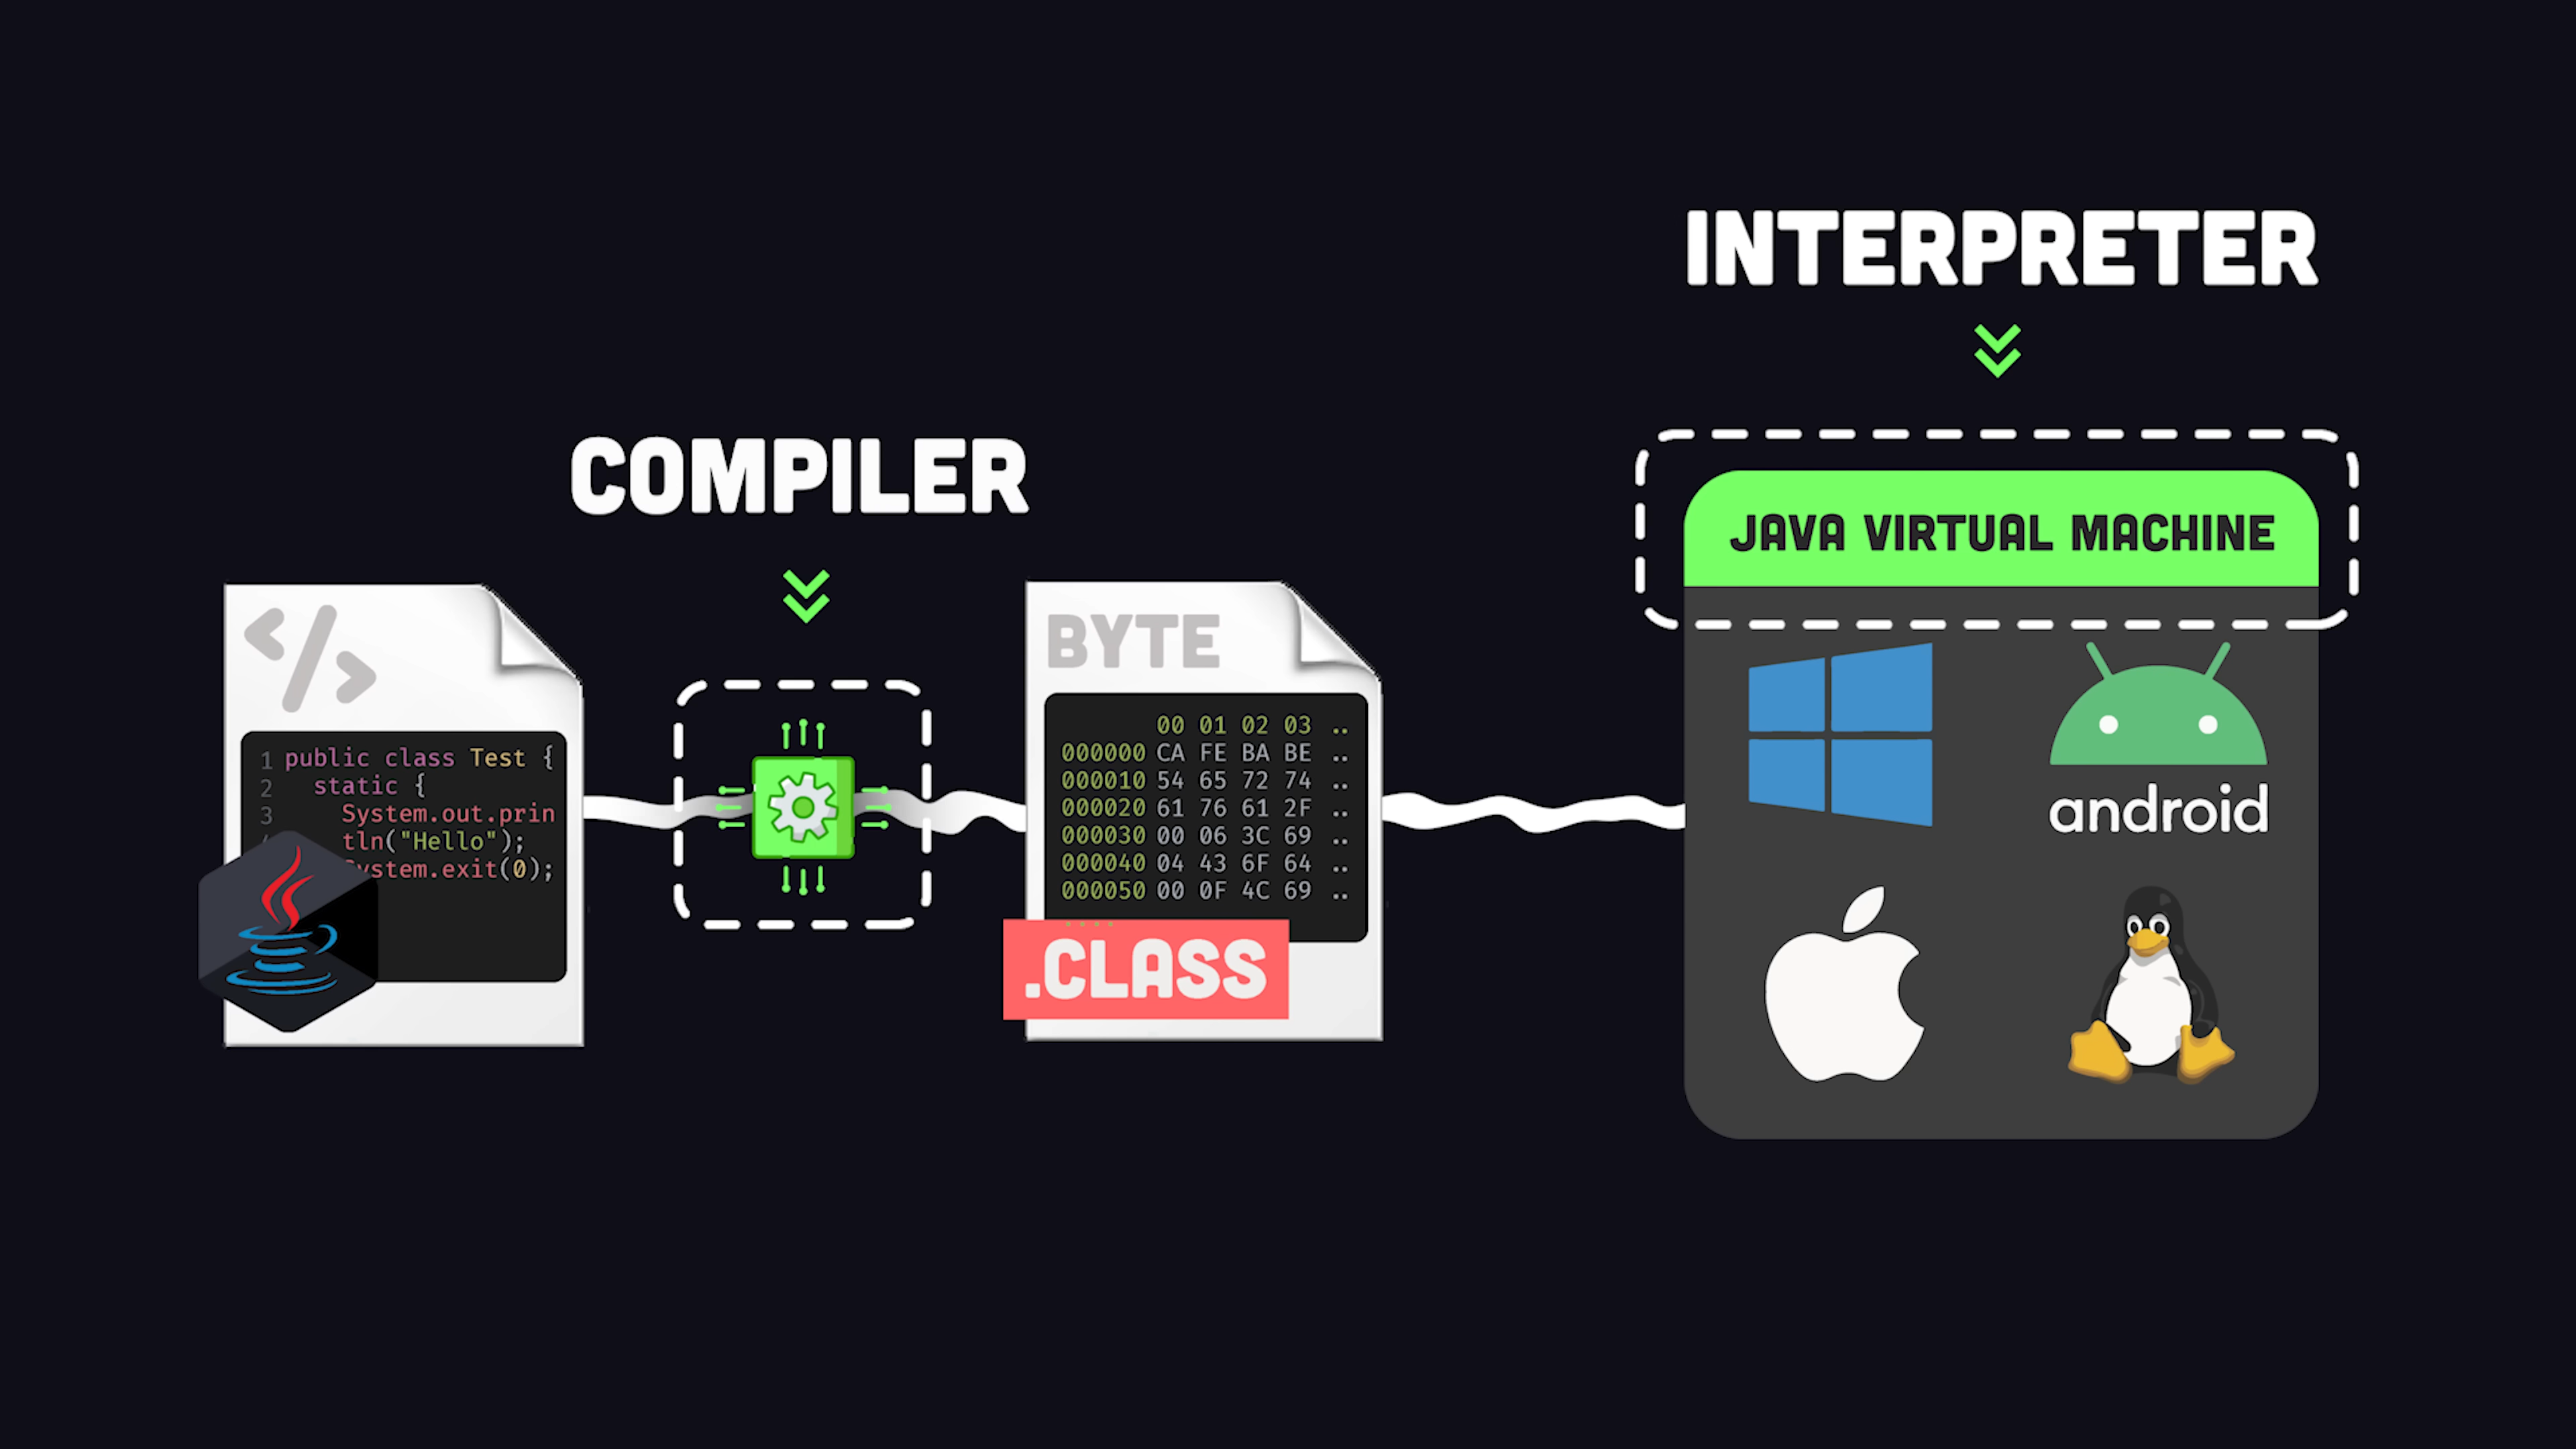 INTERPRETER
COMPILER
JAVA VIRTUAL MACHINE
</>
1 public class Test {
2 static {
3 System.out.prin
tln("Hello");
ystem.exit(0);
BYTE
00 01 02 03 ..
000000 CA FE BA BE ..
000010 54 65 72 74 ..
000020 61 76 61 2F ..
000030 00 06 3C 69 ..
000040 04 43 6F 64 ..
000050 00 0F 4C 69 ..
.CLASS
android